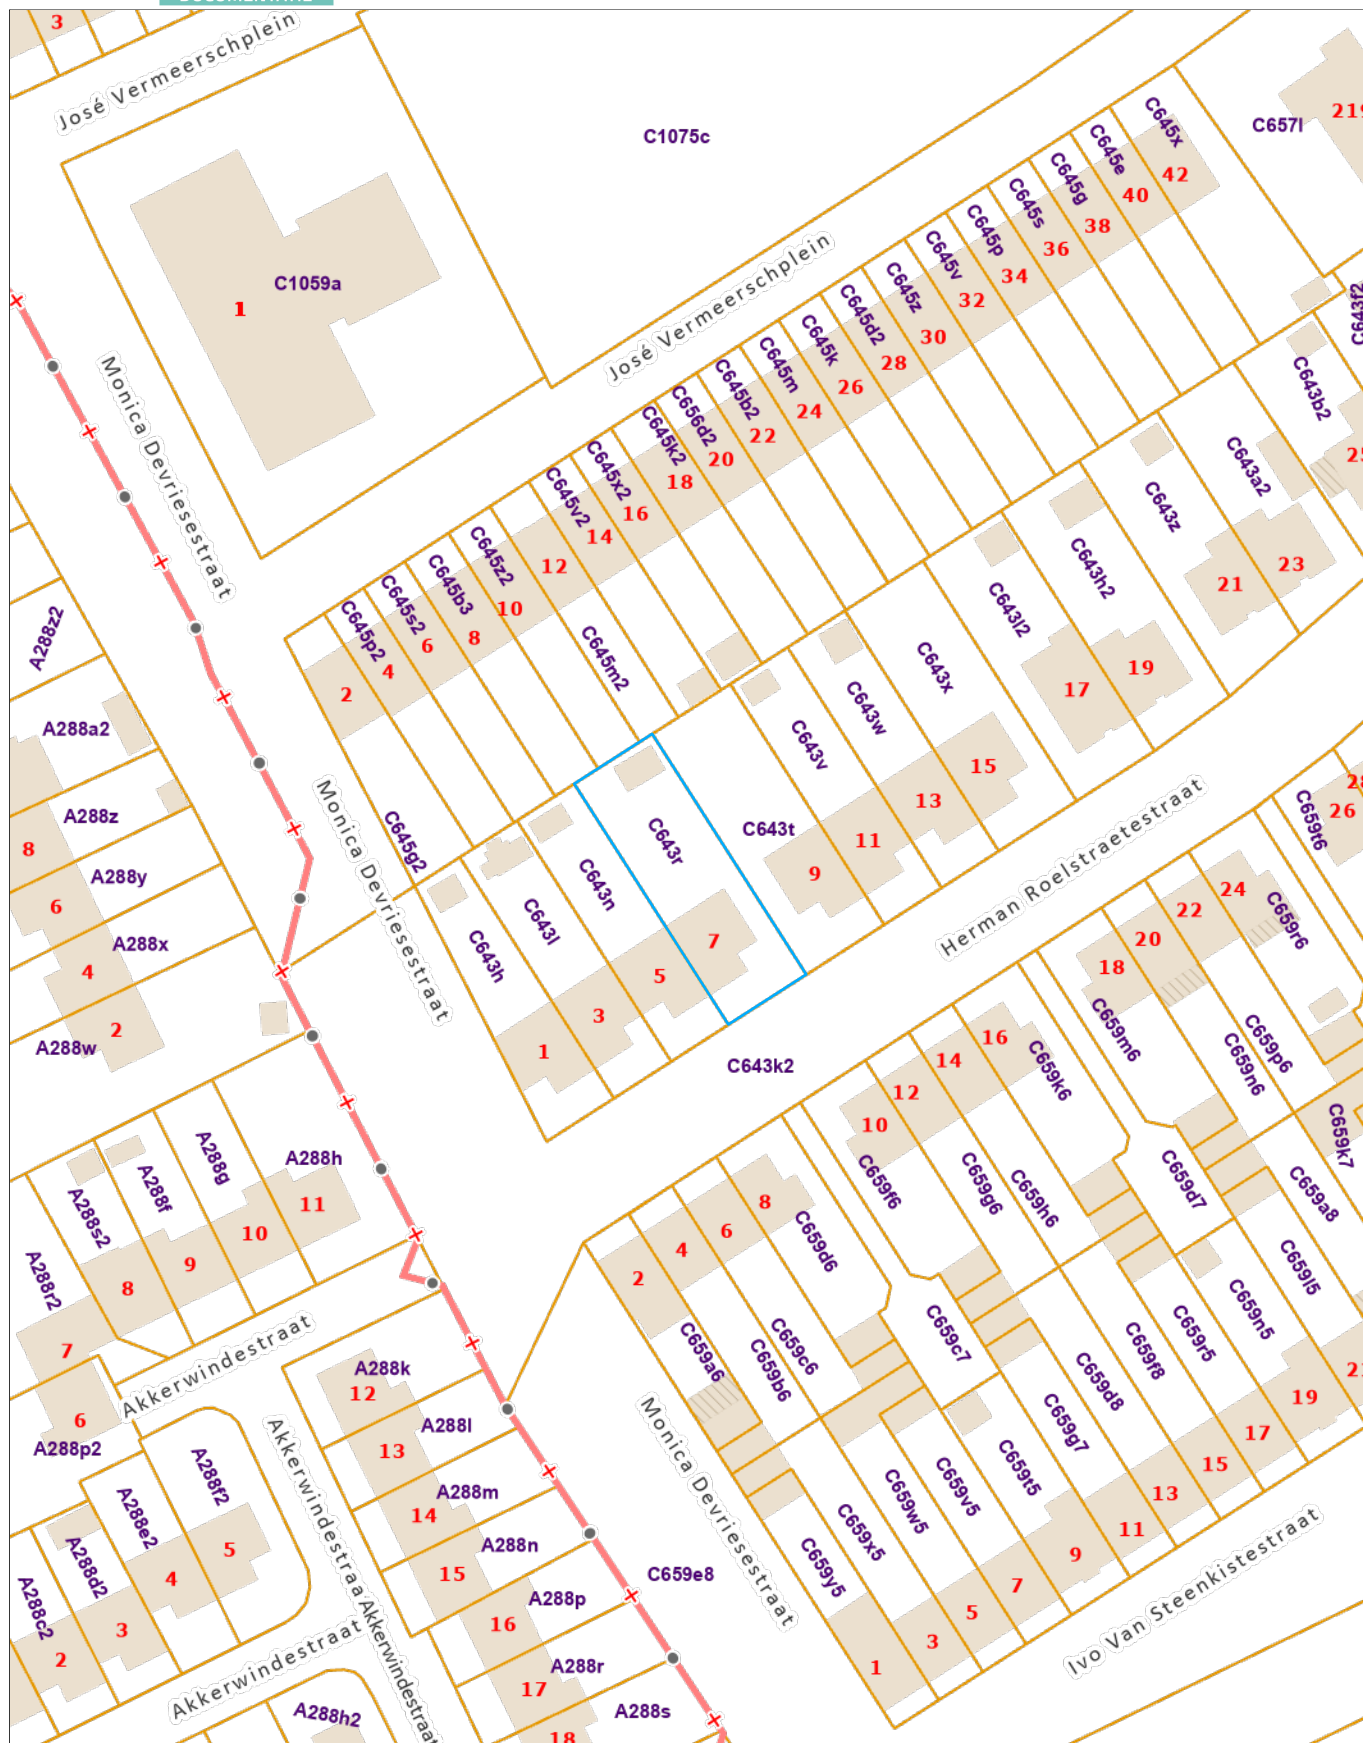 3
José Vermeerschplein
C1075c
C657l
219
C645x
42
C645e
40
C645g
38
C645s
36
C645p
34
C645v
32
C645z
30
C645d2
28
C645k
26
C645m
24
C645b2
22
C656d2
20
C645k2
18
C645x2
16
C645v2
14
12
C645m2
C645z2
10
C645b3
8
C645s2
6
C645p2
4
2
C645g2
C1059a
1
José Vermeerschplein
Monica Devriesestraat
C643f2
C643b2
25
C643a2
23
C643z
21
C643h2
19
C643l2
17
C643x
15
C643w
13
C643v
11
9
C643t
C643r
7
C643n
5
C643l
3
C643h
1
Monica Devriesestraat
Herman Roelstraetestraat
C643k2
A288z2
A288a2
A288z
8
A288y
6
A288x
4
2
A288w
A288h
11
A288g
10
A288f
9
A288s2
8
A288r2
7
6
A288p2
Akkerwindestraat
A288f2
5
A288e2
4
A288d2
3
A288c2
2
Akkerwindestraat
A288h2
Akkerwindestraat
Akkerwindestraat
A288k
12
A288l
13
A288m
14
A288n
15
A288p
16
A288r
17
A288s
18
C659e8
28
26
C659t6
24
C659r6
22
20
18
C659m6
C659n6
C659p6
C659k7
16
C659k6
14
12
10
C659f6
C659g6
C659h6
C659d7
C659a8
8
6
4
2
C659d6
C659c6
C659b6
C659a6
C659c7
C659l5
C659n5
C659r5
C659f8
C659d8
C659g7
C659t5
C659v5
C659w5
C659x5
C659y5
21
19
17
15
13
11
9
7
5
3
1
Monica Devriesestraat
Ivo Van Steenkistestraat